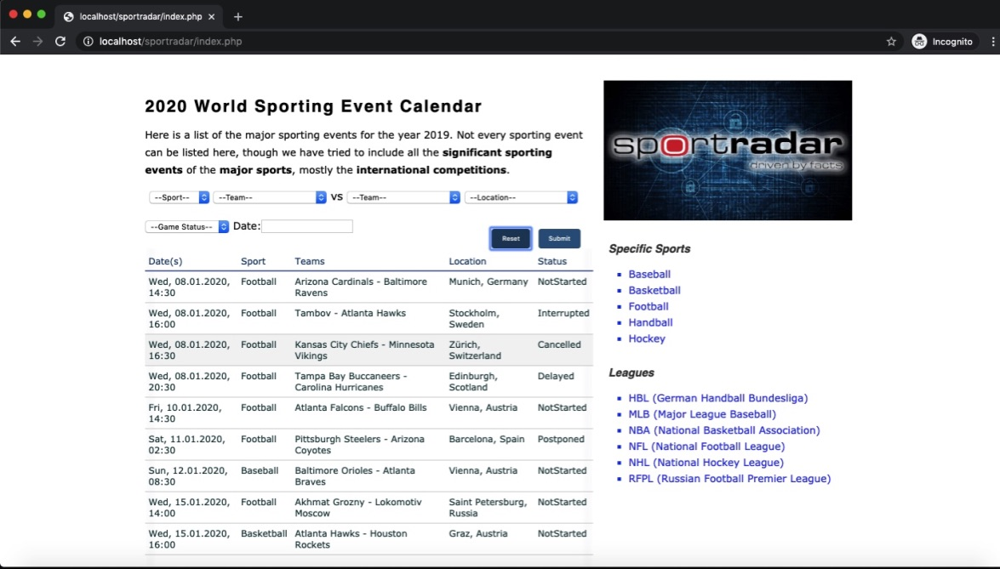 localhost/sportradar/index.php
localhost/sportradar/index.php
Incognito
2020 World Sporting Event Calendar
Here is a list of the major sporting events for the year 2019. Not every sporting event
can be listed here, though we have tried to include all the significant sporting
events of the major sports, mostly the international competitions.
--Sport-- --Team-- VS --Team-- --Location--
--Game Status-- Date:
Reset Submit
Date(s) Sport Teams Location Status
Wed, 08.01.2020, Football Arizona Cardinals - Baltimore Munich, Germany NotStarted
14:30 Ravens
Wed, 08.01.2020, Football Tambov - Atlanta Hawks Stockholm, Interrupted
16:00 Sweden
Wed, 08.01.2020, Football Kansas City Chiefs - Minnesota Zürich, Cancelled
16:30 Vikings Switzerland
Wed, 08.01.2020, Football Tampa Bay Buccaneers - Edinburgh, Delayed
20:30 Carolina Hurricanes Scotland
Fri, 10.01.2020, Football Atlanta Falcons - Buffalo Bills Vienna, Austria NotStarted
14:30
Sat, 11.01.2020, Football Pittsburgh Steelers - Arizona Barcelona, Spain Postponed
02:30 Coyotes
Sun, 12.01.2020, Baseball Baltimore Orioles - Atlanta Vienna, Austria NotStarted
08:30 Braves
Wed, 15.01.2020, Football Akhmat Grozny - Lokomotiv Saint Petersburg, NotStarted
14:00 Moscow Russia
Wed, 15.01.2020, Basketball Atlanta Hawks - Houston Graz, Austria NotStarted
16:00 Rockets
sportradar
driven by facts
Specific Sports
Baseball
Basketball
Football
Handball
Hockey
Leagues
HBL (German Handball Bundesliga)
MLB (Major League Baseball)
NBA (National Basketball Association)
NFL (National Football League)
NHL (National Hockey League)
RFPL (Russian Football Premier League)